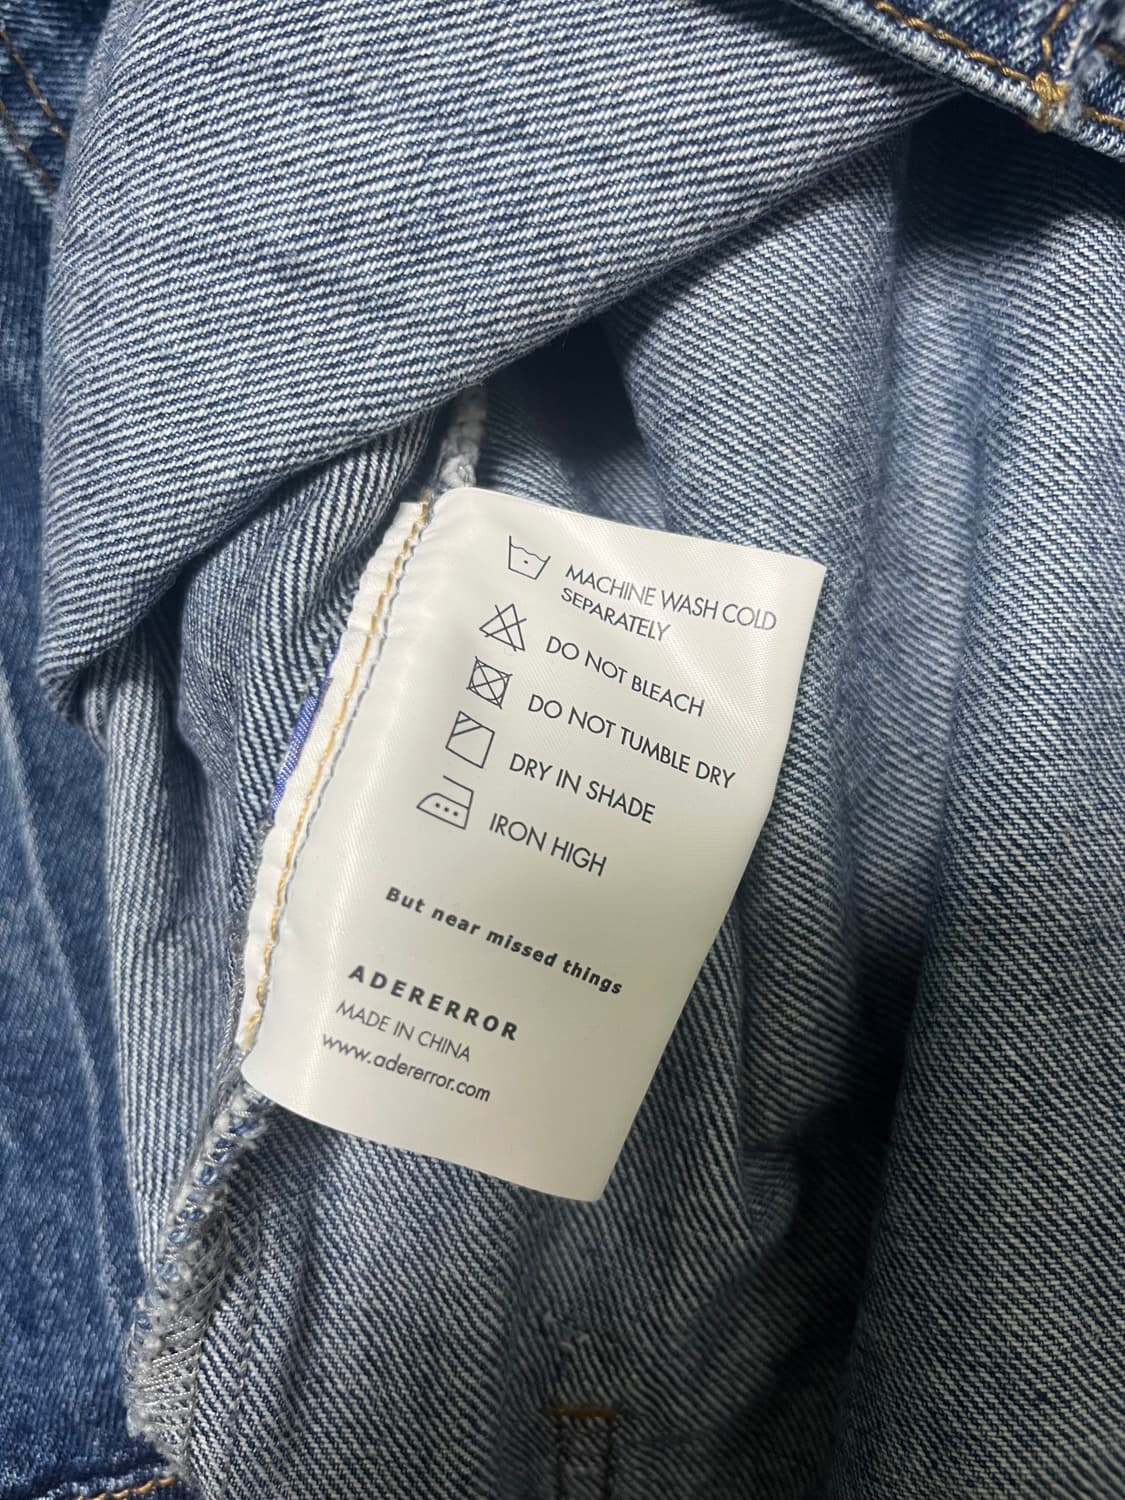 MACHINE WASH COLD
SEPARATELY
DO NOT BLEACH
DO NOT TUMBLE DRY
DRY IN SHADE
IRON HIGH
But near missed things
ADERERROR
MADE IN CHINA
www.adererror.com